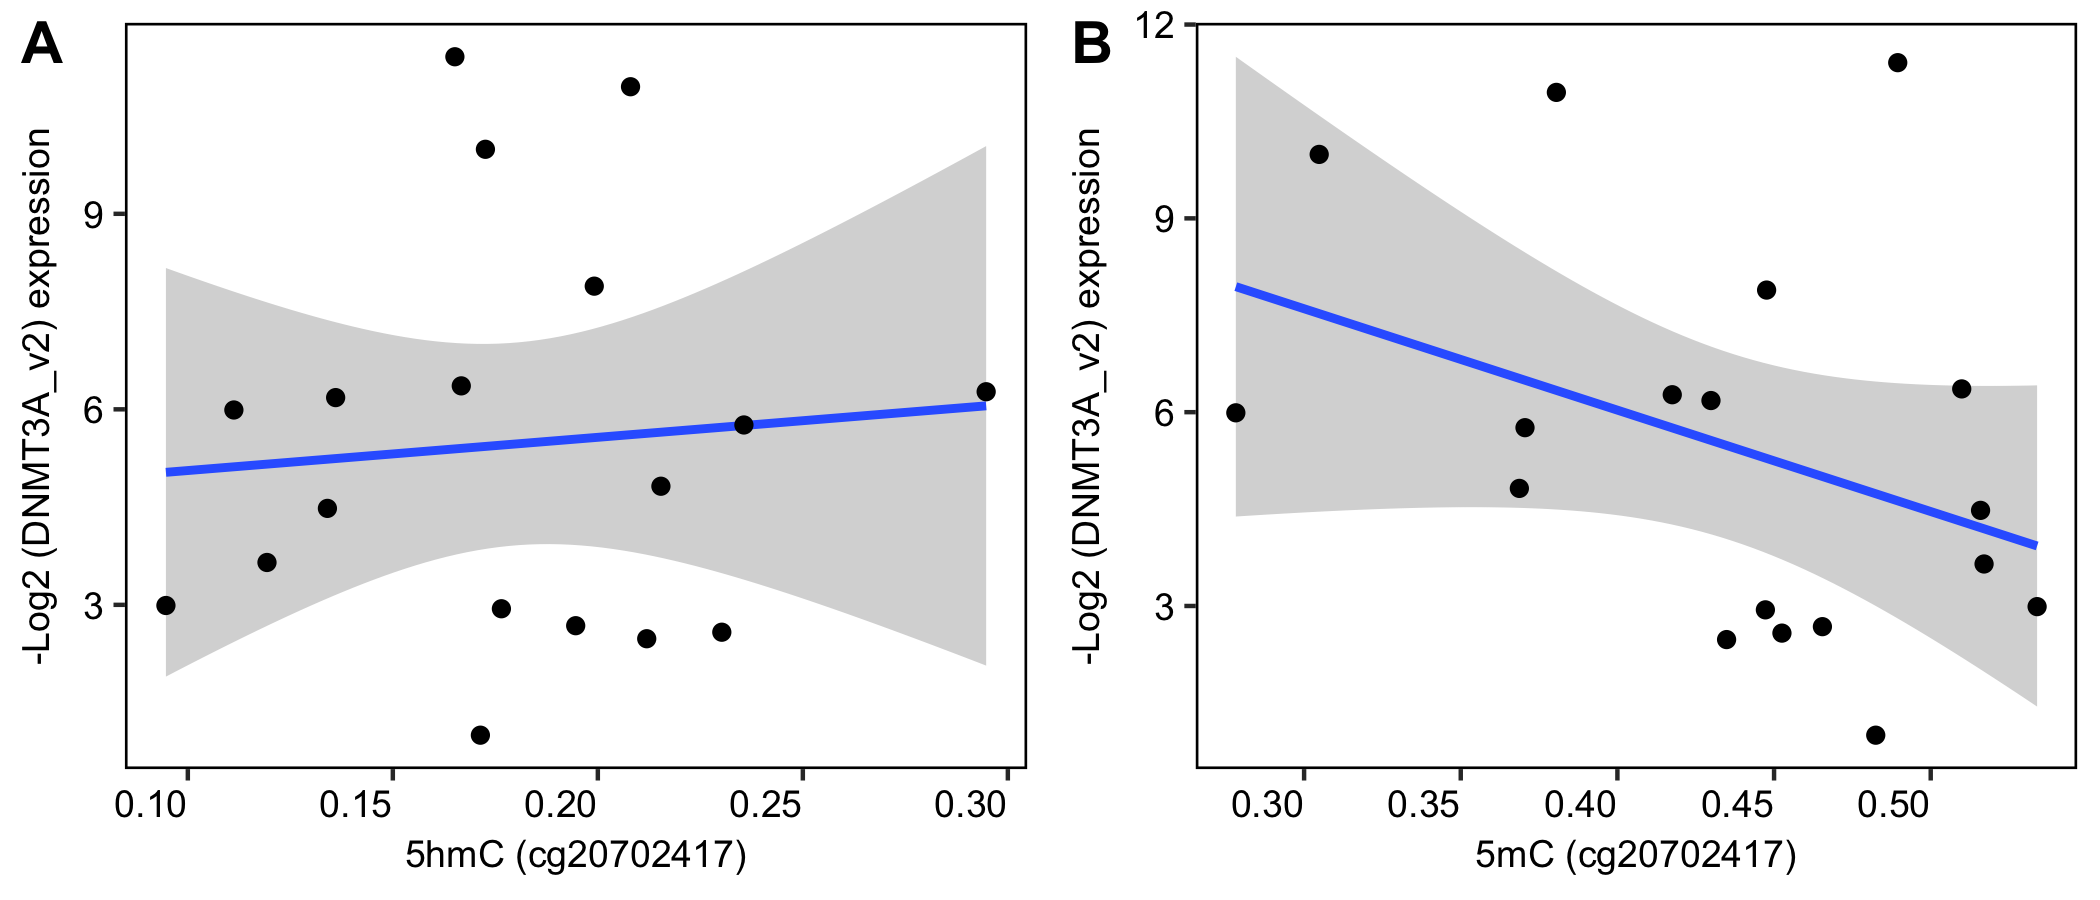 A
-Log2 (DNMT3A_v2) expression
9
6
3
0.10 0.15 0.20 0.25 0.30
5hmC (cg20702417)
B
-Log2 (DNMT3A_v2) expression
12
9
6
3
0.30 0.35 0.40 0.45 0.50
5mC (cg20702417)